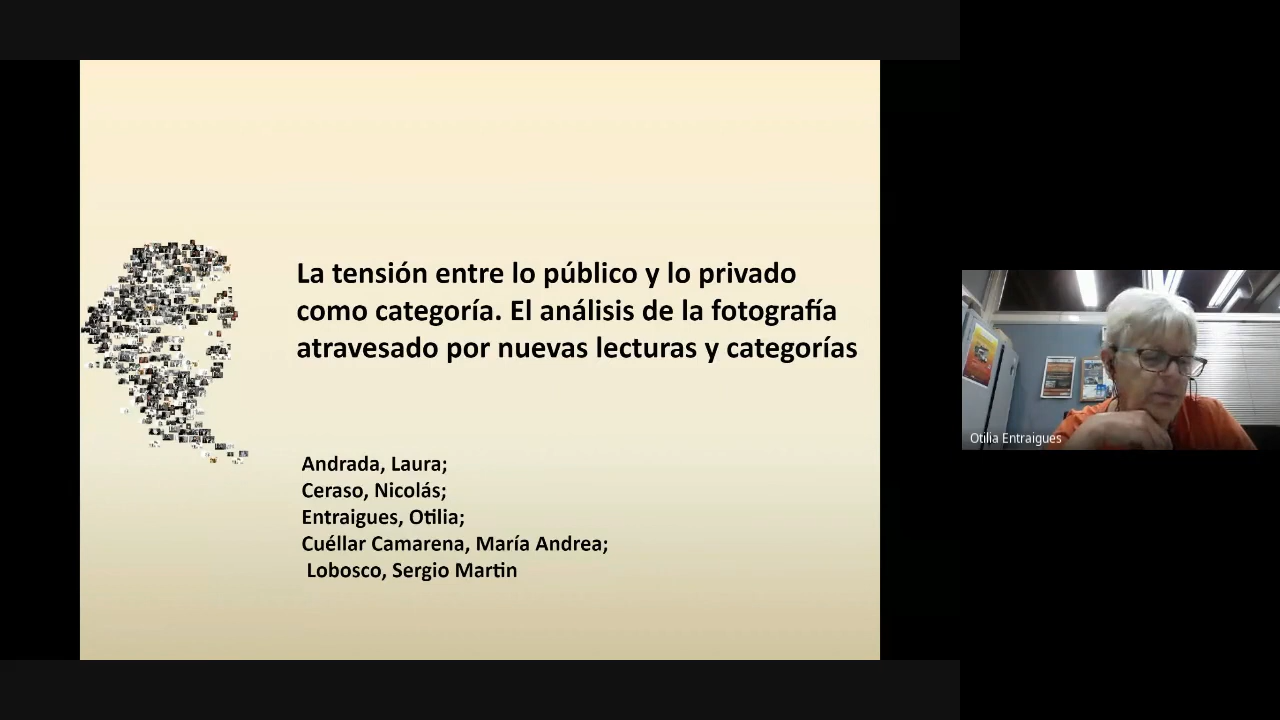 La tensión entre lo público y lo privado
como categoría. El análisis de la fotografía
atravesado por nuevas lecturas y categorías
Andrada, Laura;
Ceraso, Nicolás;
Entraigues, Otilia;
Cuéllar Camarena, María Andrea;
Lobosco, Sergio Martin
Otilia Entraigues